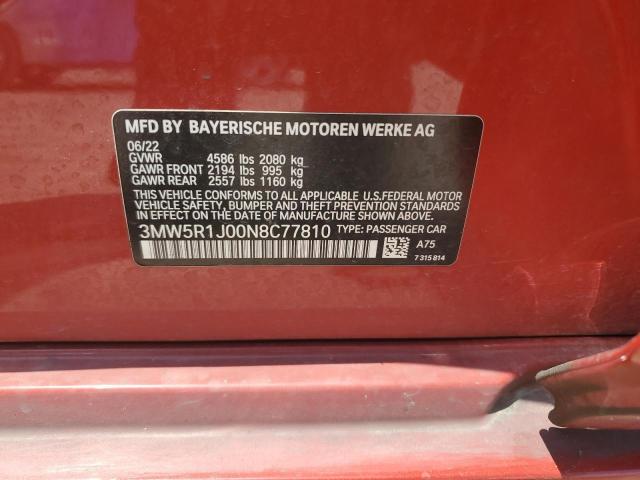 MFD BY BAYERISCHE MOTOREN WERKE AG
06/22
GVWR 4586 lbs 2080 kg
GAWR FRONT 2194 lbs 995 kg
GAWR REAR 2557 lbs 1160 kg
THIS VEHICLE CONFORMS TO ALL APPLICABLE U.S.FEDERAL MOTOR
VEHICLE SAFETY, BUMPER AND THEFT PREVENTION STANDARDS
IN EFFECT ON THE DATE OF MANUFACTURE SHOWN ABOVE.
3MW5R1J00N8C77810 TYPE: PASSENGER CAR
A75
7 315 814